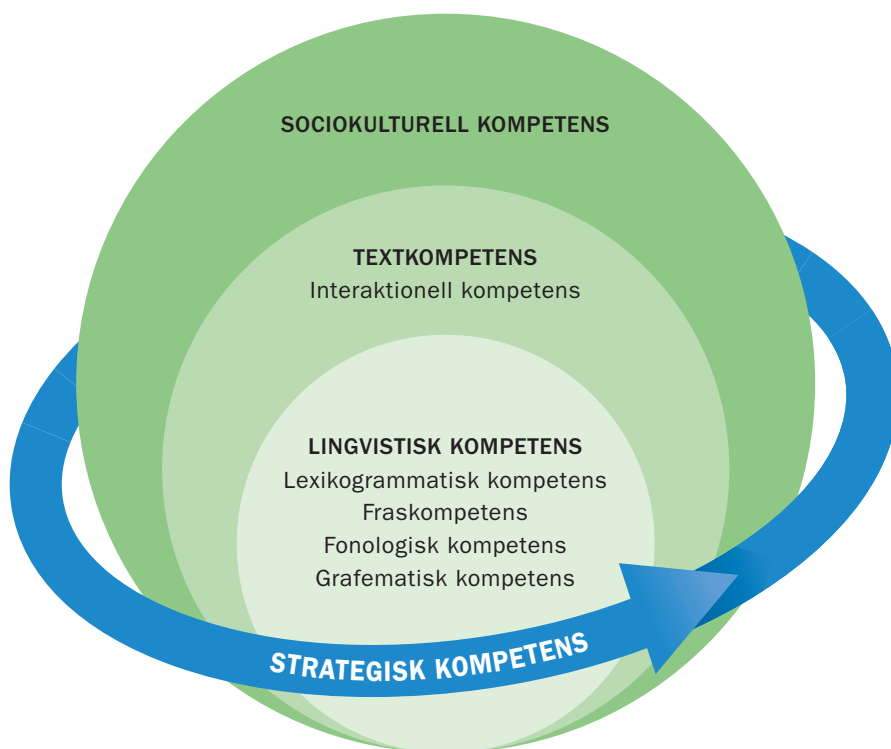 SOCIOKULTURELL KOMPETENS
TEXTKOMPETENS
Interaktionell kompetens
LINGVISTISK KOMPETENS
Lexikogrammatisk kompetens
Fraskompetens
Fonologisk kompetens
Grafematisk kompetens
STRATEGISK KOMPETENS